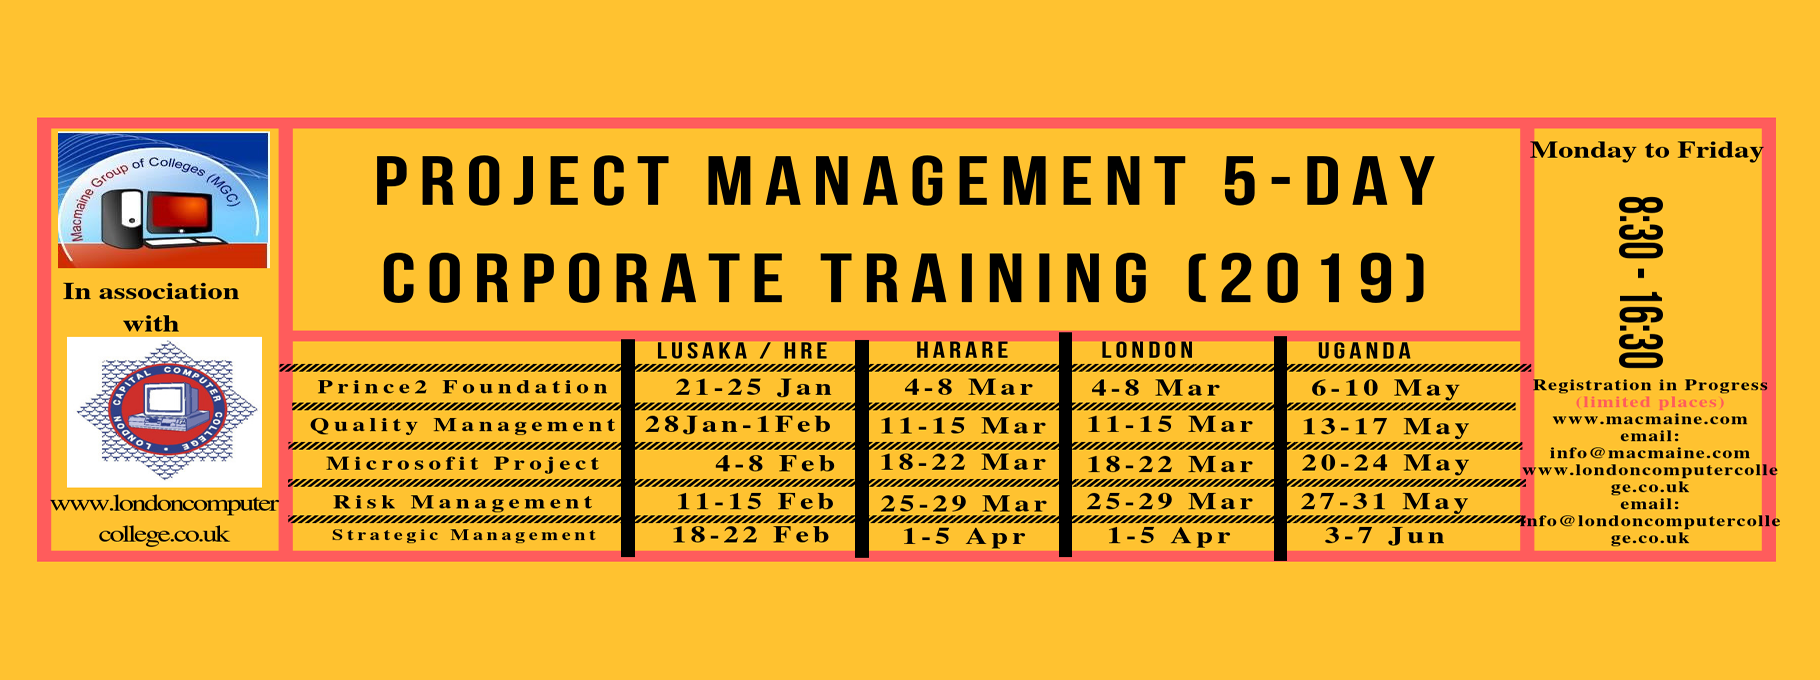 Macmaine Group of Colleges (MGC)
In association
with
LONDON CAPITAL COMPUTER COLLEGE
www.londoncomputer
college.co.uk
PROJECT MANAGEMENT 5-DAY
CORPORATE TRAINING (2019)
LUSAKA / HRE HARARE LONDON UGANDA
Prince2 Foundation 21-25 Jan 4-8 Mar 4-8 Mar 6-10 May
Quality Management 28Jan-1Feb 11-15 Mar 11-15 Mar 13-17 May
Microsofit Project 4-8 Feb 18-22 Mar 18-22 Mar 20-24 May
Risk Management 11-15 Feb 25-29 Mar 25-29 Mar 27-31 May
Strategic Management 18-22 Feb 1-5 Apr 1-5 Apr 3-7 Jun
Monday to Friday
8:30 - 16:30
Registration in Progress
(limited places)
www.macmaine.com
email:
info@macmaine.com
www.londoncomputercolle
ge.co.uk
email:
info@londoncomputercolle
ge.co.uk